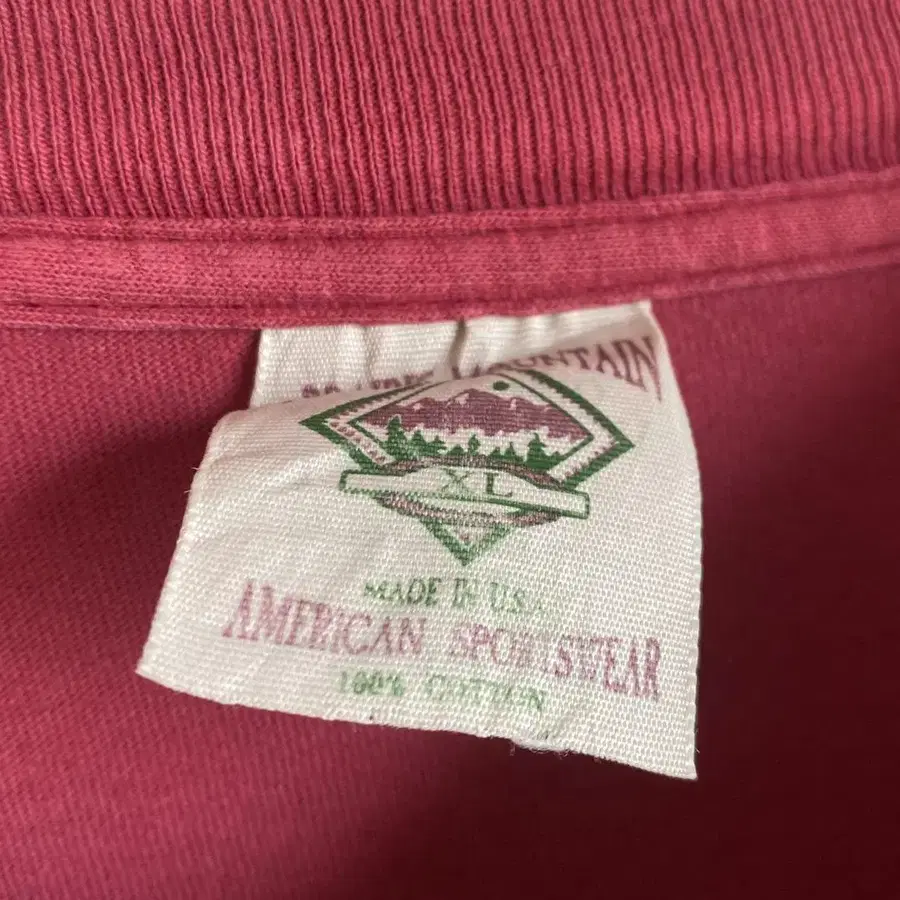 MOUNTAIN
XL
MADE IN U.S.A
AMERICAN SPORTSWEAR
100% COTTON